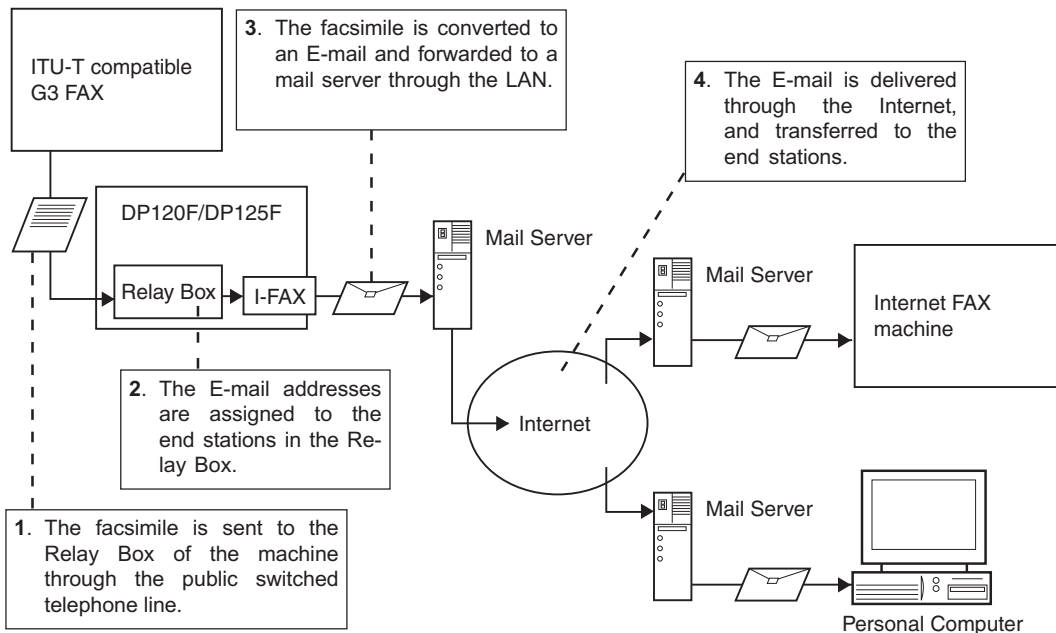 ITU-T compatible
G3 FAX
3. The facsimile is converted to
an E-mail and forwarded to a
mail server through the LAN.
4. The E-mail is delivered
through the Internet,
and transferred to the
end stations.
DP120F/DP125F
Relay Box
I-FAX
Mail Server
Mail Server
Internet FAX
machine
2. The E-mail addresses
are assigned to the
end stations in the Re-
lay Box.
Internet
Mail Server
1. The facsimile is sent to the
Relay Box of the machine
through the public switched
telephone line.
Personal Computer